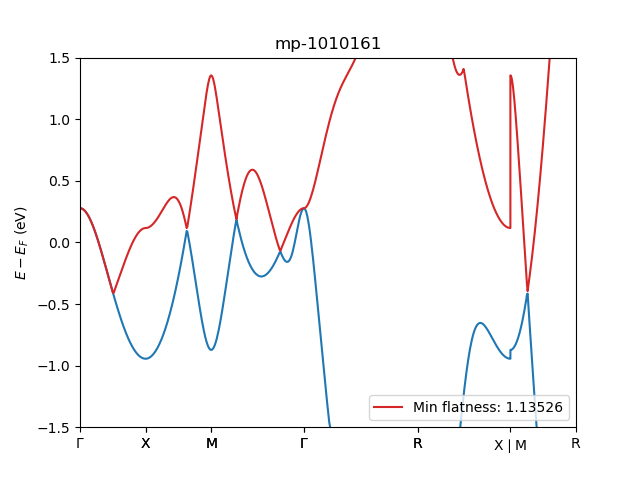 mp-1010161
E − E_F (eV)
1.5
1.0
0.5
0.0
−0.5
−1.0
−1.5
Min flatness: 1.13526
Γ X M Γ R X | M R